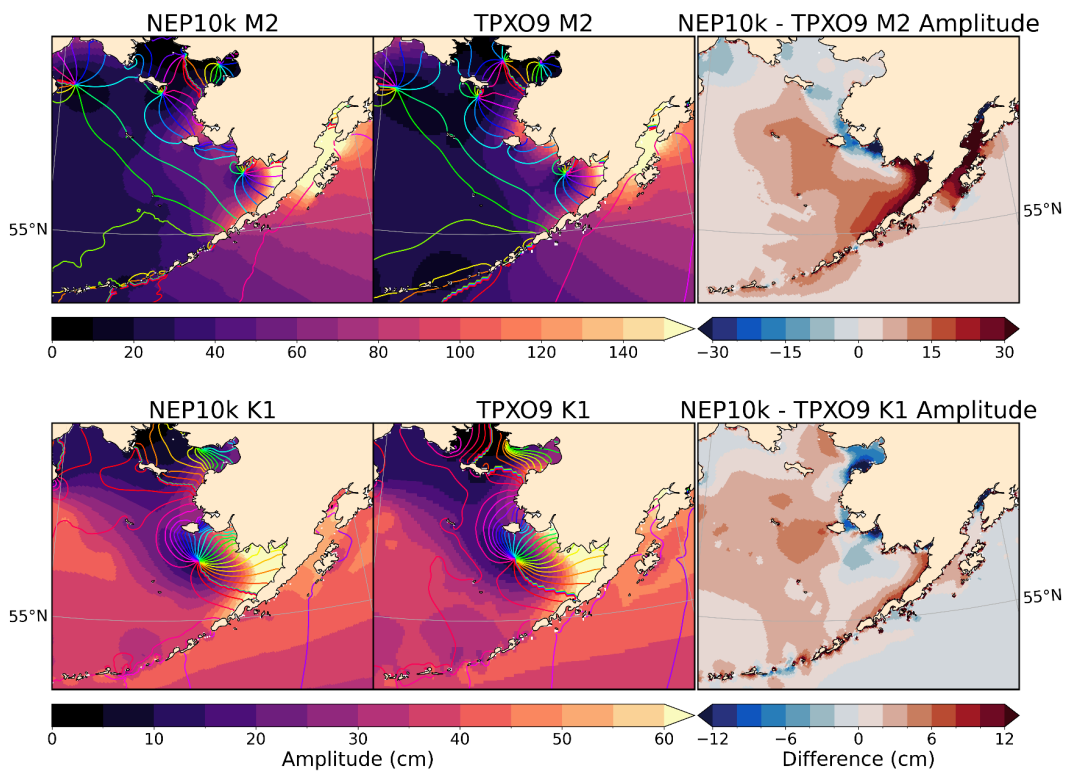 NEP10k M2
TPXO9 M2
NEP10k - TPXO9 M2 Amplitude
55°N
55°N
0 20 40 60 80 100 120 140
−30 −15 0 15 30
NEP10k K1
TPXO9 K1
NEP10k - TPXO9 K1 Amplitude
55°N
55°N
0 10 20 30 40 50 60
−12 −6 0 6 12
Amplitude (cm)
Difference (cm)